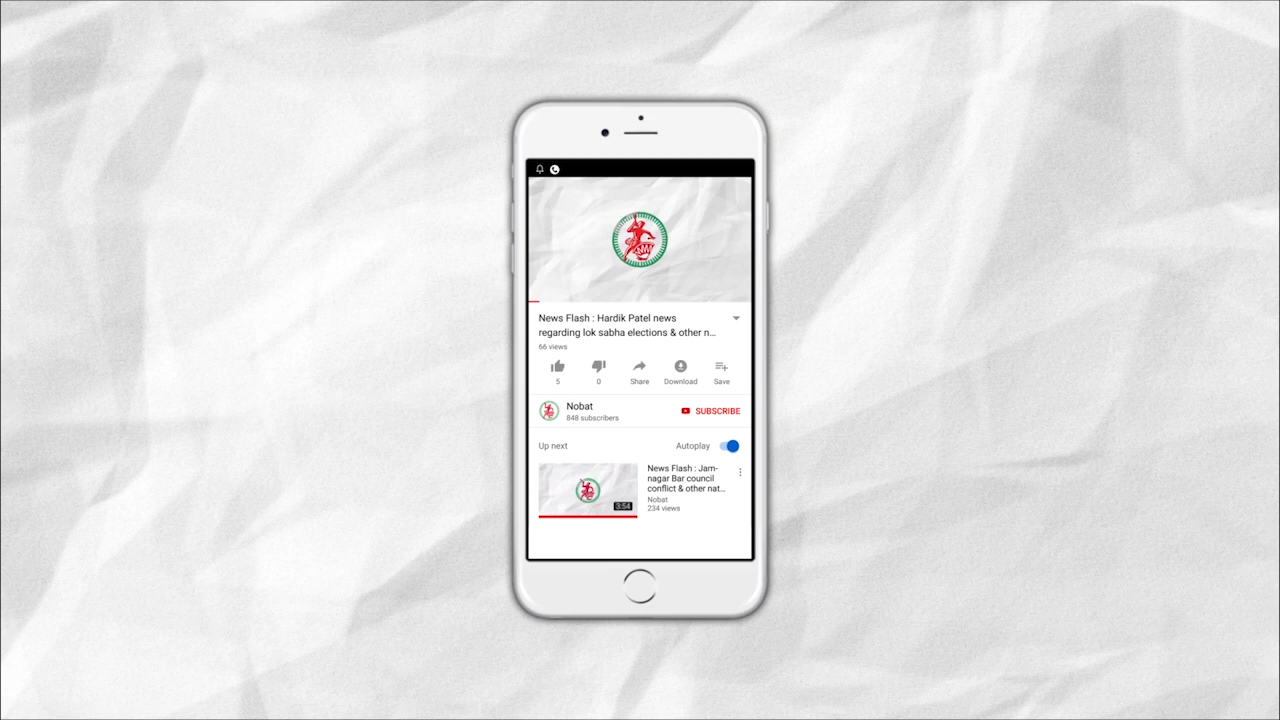 News Flash : Hardik Patel news
regarding lok sabha elections & other n...
66 views
5
0
Share
Download
Save
Nobat
848 subscribers
SUBSCRIBE
Up next
Autoplay
News Flash : Jam-
nagar Bar council
conflict & other nat...
Nobat
234 views
3:54